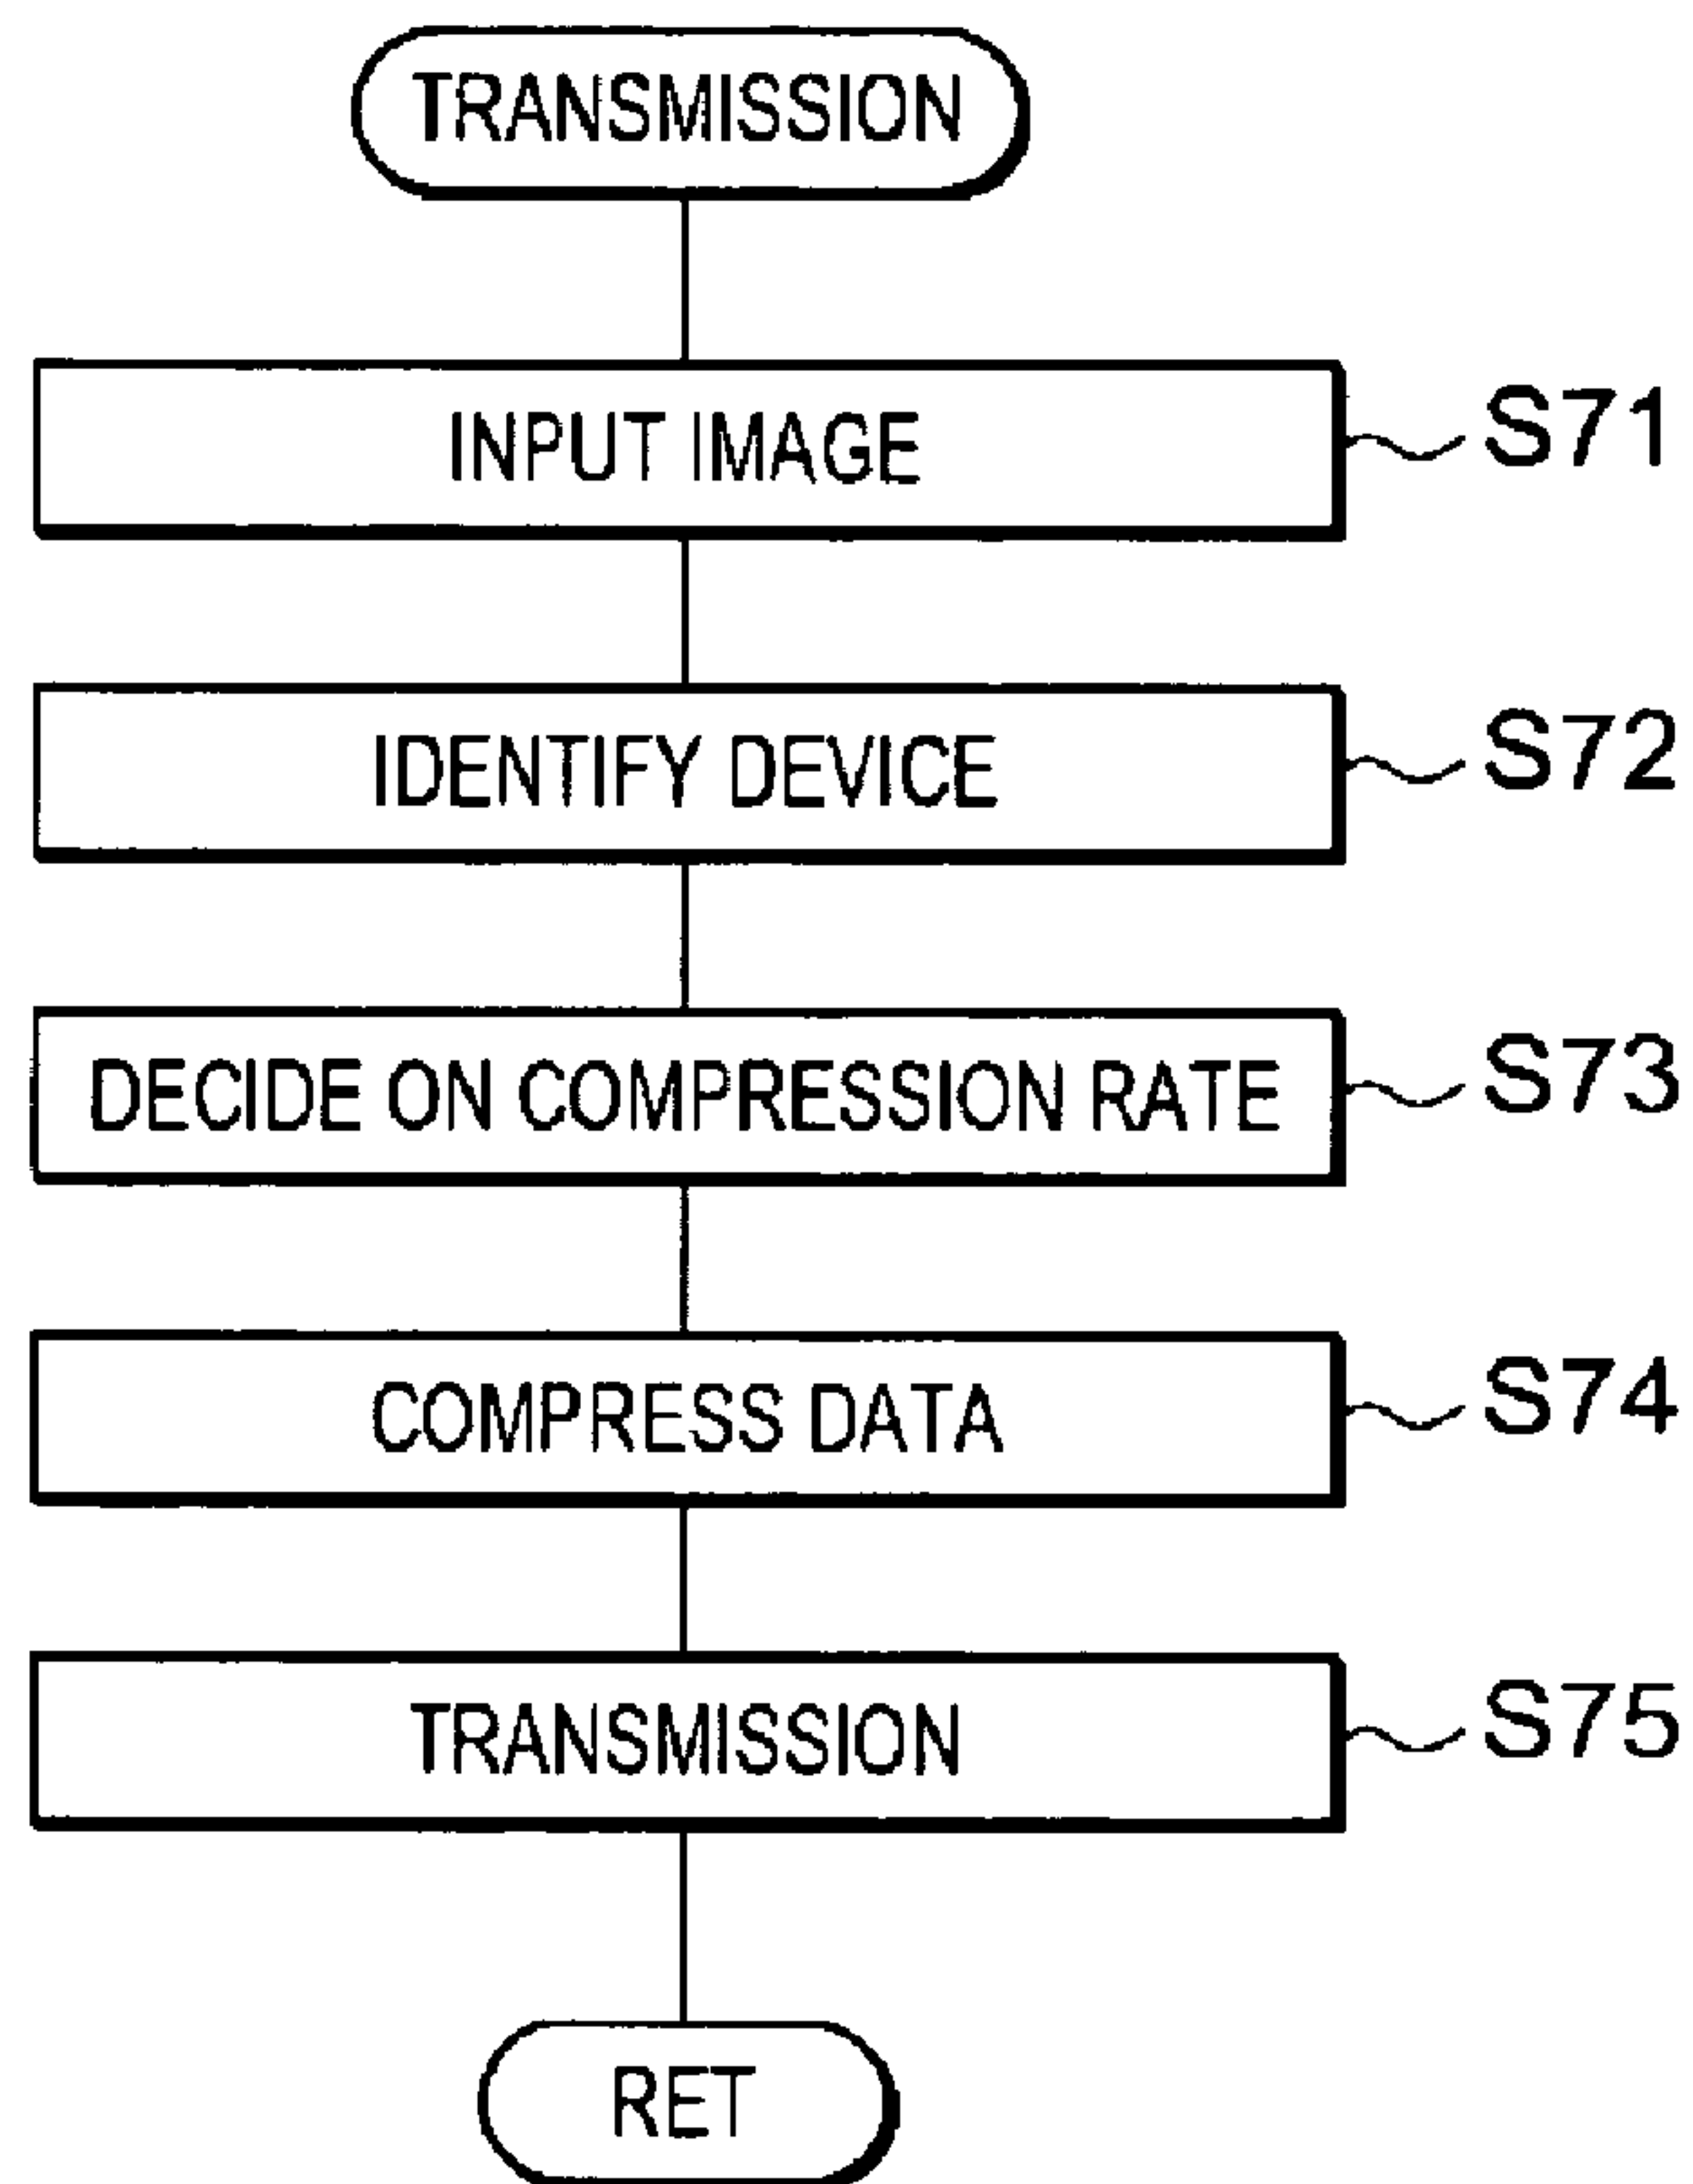 TRANSMISSION
INPUT IMAGE S71
IDENTIFY DEVICE S72
DECIDE ON COMPRESSION RATE S73
COMPRESS DATA S74
TRANSMISSION S75
RET